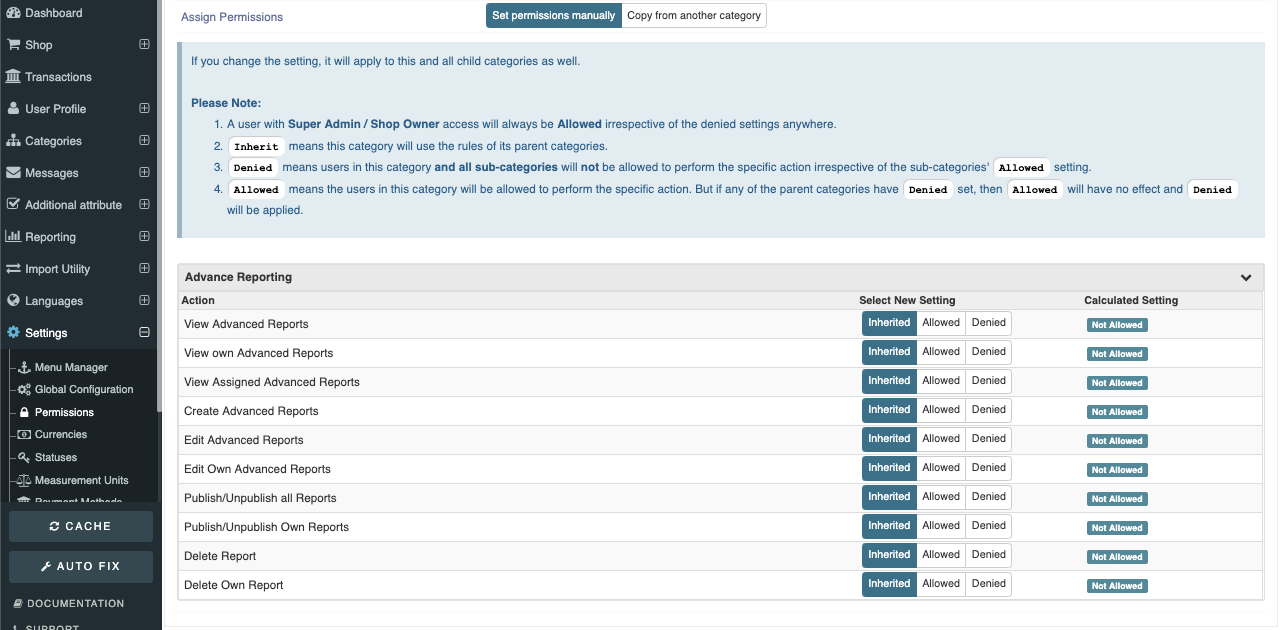 Dashboard
Shop
Transactions
User Profile
Categories
Messages
Additional attribute
Reporting
Import Utility
Languages
Settings
Menu Manager
Global Configuration
Permissions
Currencies
Statuses
Measurement Units
Payment Methods
CACHE
AUTO FIX
DOCUMENTATION
SUPPORT
Assign Permissions
Set permissions manually Copy from another category
If you change the setting, it will apply to this and all child categories as well.
Please Note:
1. A user with Super Admin / Shop Owner access will always be Allowed irrespective of the denied settings anywhere.
2. Inherit means this category will use the rules of its parent categories.
3. Denied means users in this category and all sub-categories will not be allowed to perform the specific action irrespective of the sub-categories' Allowed setting.
4. Allowed means the users in this category will be allowed to perform the specific action. But if any of the parent categories have Denied set, then Allowed will have no effect and Denied
will be applied.
Advance Reporting
Action Select New Setting Calculated Setting
View Advanced Reports Inherited Allowed Denied Not Allowed
View own Advanced Reports Inherited Allowed Denied Not Allowed
View Assigned Advanced Reports Inherited Allowed Denied Not Allowed
Create Advanced Reports Inherited Allowed Denied Not Allowed
Edit Advanced Reports Inherited Allowed Denied Not Allowed
Edit Own Advanced Reports Inherited Allowed Denied Not Allowed
Publish/Unpublish all Reports Inherited Allowed Denied Not Allowed
Publish/Unpublish Own Reports Inherited Allowed Denied Not Allowed
Delete Report Inherited Allowed Denied Not Allowed
Delete Own Report Inherited Allowed Denied Not Allowed